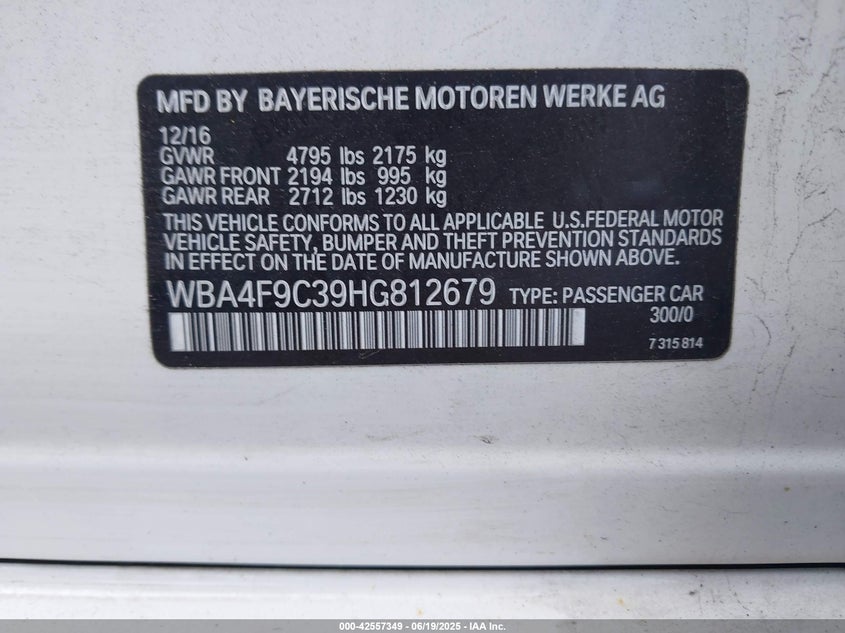 MFD BY BAYERISCHE MOTOREN WERKE AG
12/16
GVWR 4795 lbs 2175 kg
GAWR FRONT 2194 lbs 995 kg
GAWR REAR 2712 lbs 1230 kg
THIS VEHICLE CONFORMS TO ALL APPLICABLE U.S.FEDERAL MOTOR
VEHICLE SAFETY, BUMPER AND THEFT PREVENTION STANDARDS
IN EFFECT ON THE DATE OF MANUFACTURE SHOWN ABOVE.
WBA4F9C39HG812679 TYPE: PASSENGER CAR
300/0
7 315 814
000-42557349 | 06/19/2025 - IAA Inc.